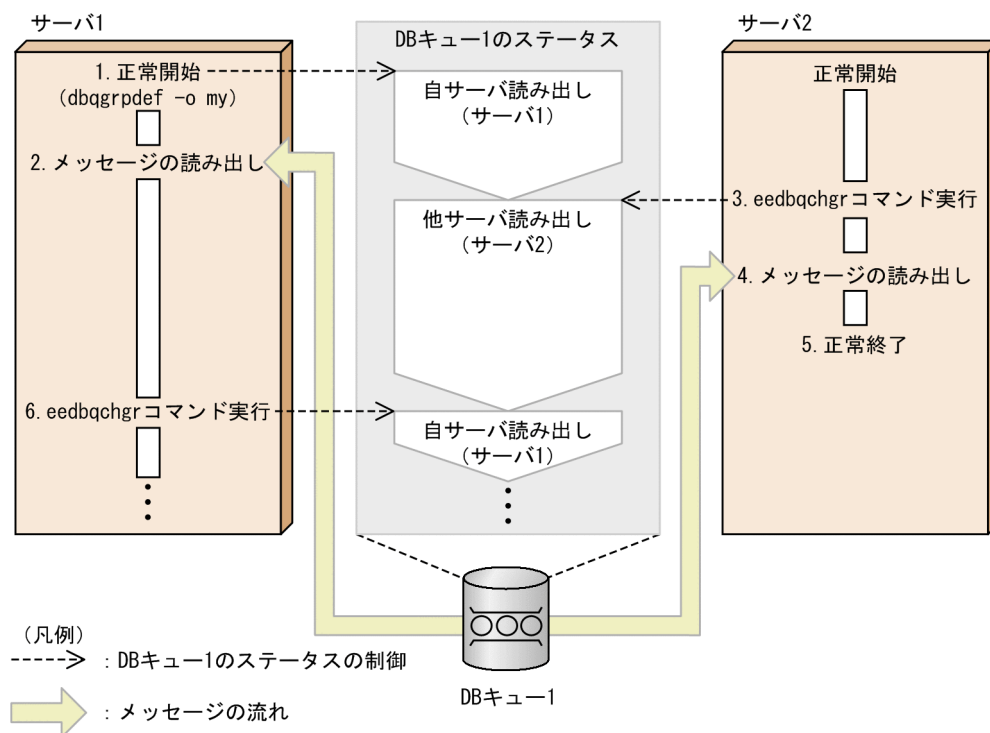 サーバ1
1.正常開始
(dbqgrpdef -o my)
2.メッセージの読み出し
6.eedbqchgrコマンド実行
DBキュー1のステータス
自サーバ読み出し
(サーバ1)
他サーバ読み出し
(サーバ2)
自サーバ読み出し
(サーバ1)
サーバ2
正常開始
3.eedbqchgrコマンド実行
4.メッセージの読み出し
5.正常終了
DBキュー1
(凡例)
:DBキュー1のステータスの制御
:メッセージの流れ